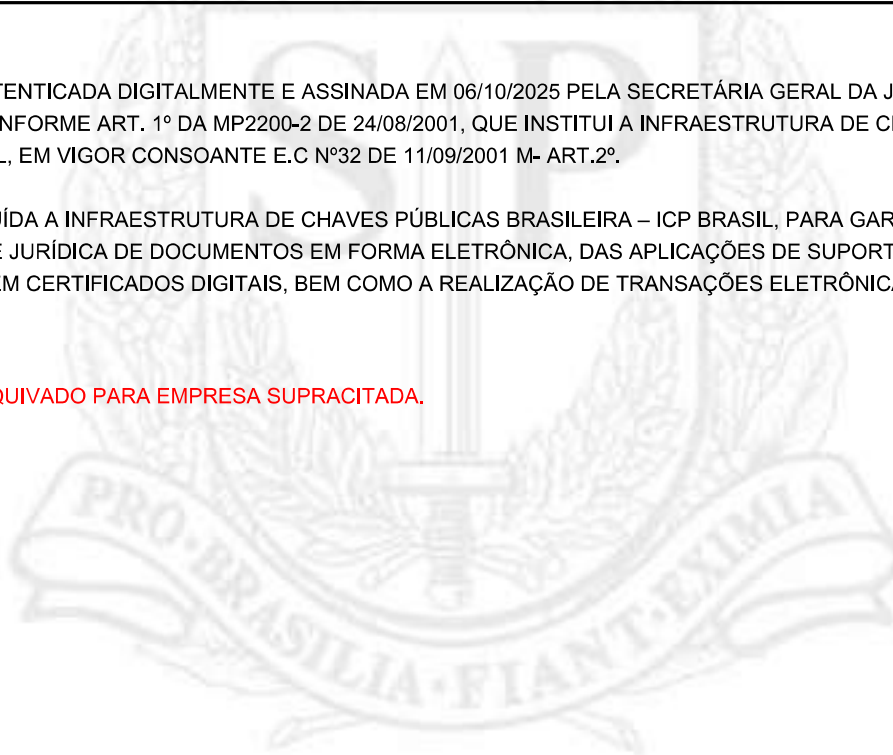 TENTICADA DIGITALMENTE E ASSINADA EM 06/10/2025 PELA SECRETÁRIA GERAL DA J
NFORME ART. 1º DA MP2200-2 DE 24/08/2001, QUE INSTITUI A INFRAESTRUTURA DE C
L, EM VIGOR CONSOANTE E.C Nº32 DE 11/09/2001 M- ART.2º.
ÍDA A INFRAESTRUTURA DE CHAVES PÚBLICAS BRASILEIRA – ICP BRASIL, PARA GAR
E JURÍDICA DE DOCUMENTOS EM FORMA ELETRÔNICA, DAS APLICAÇÕES DE SUPORT
EM CERTIFICADOS DIGITAIS, BEM COMO A REALIZAÇÃO DE TRANSAÇÕES ELETRÔNICA
QUIVADO PARA EMPRESA SUPRACITADA.
SP
PRO·BRASILIA·FIANT·EXIMIA